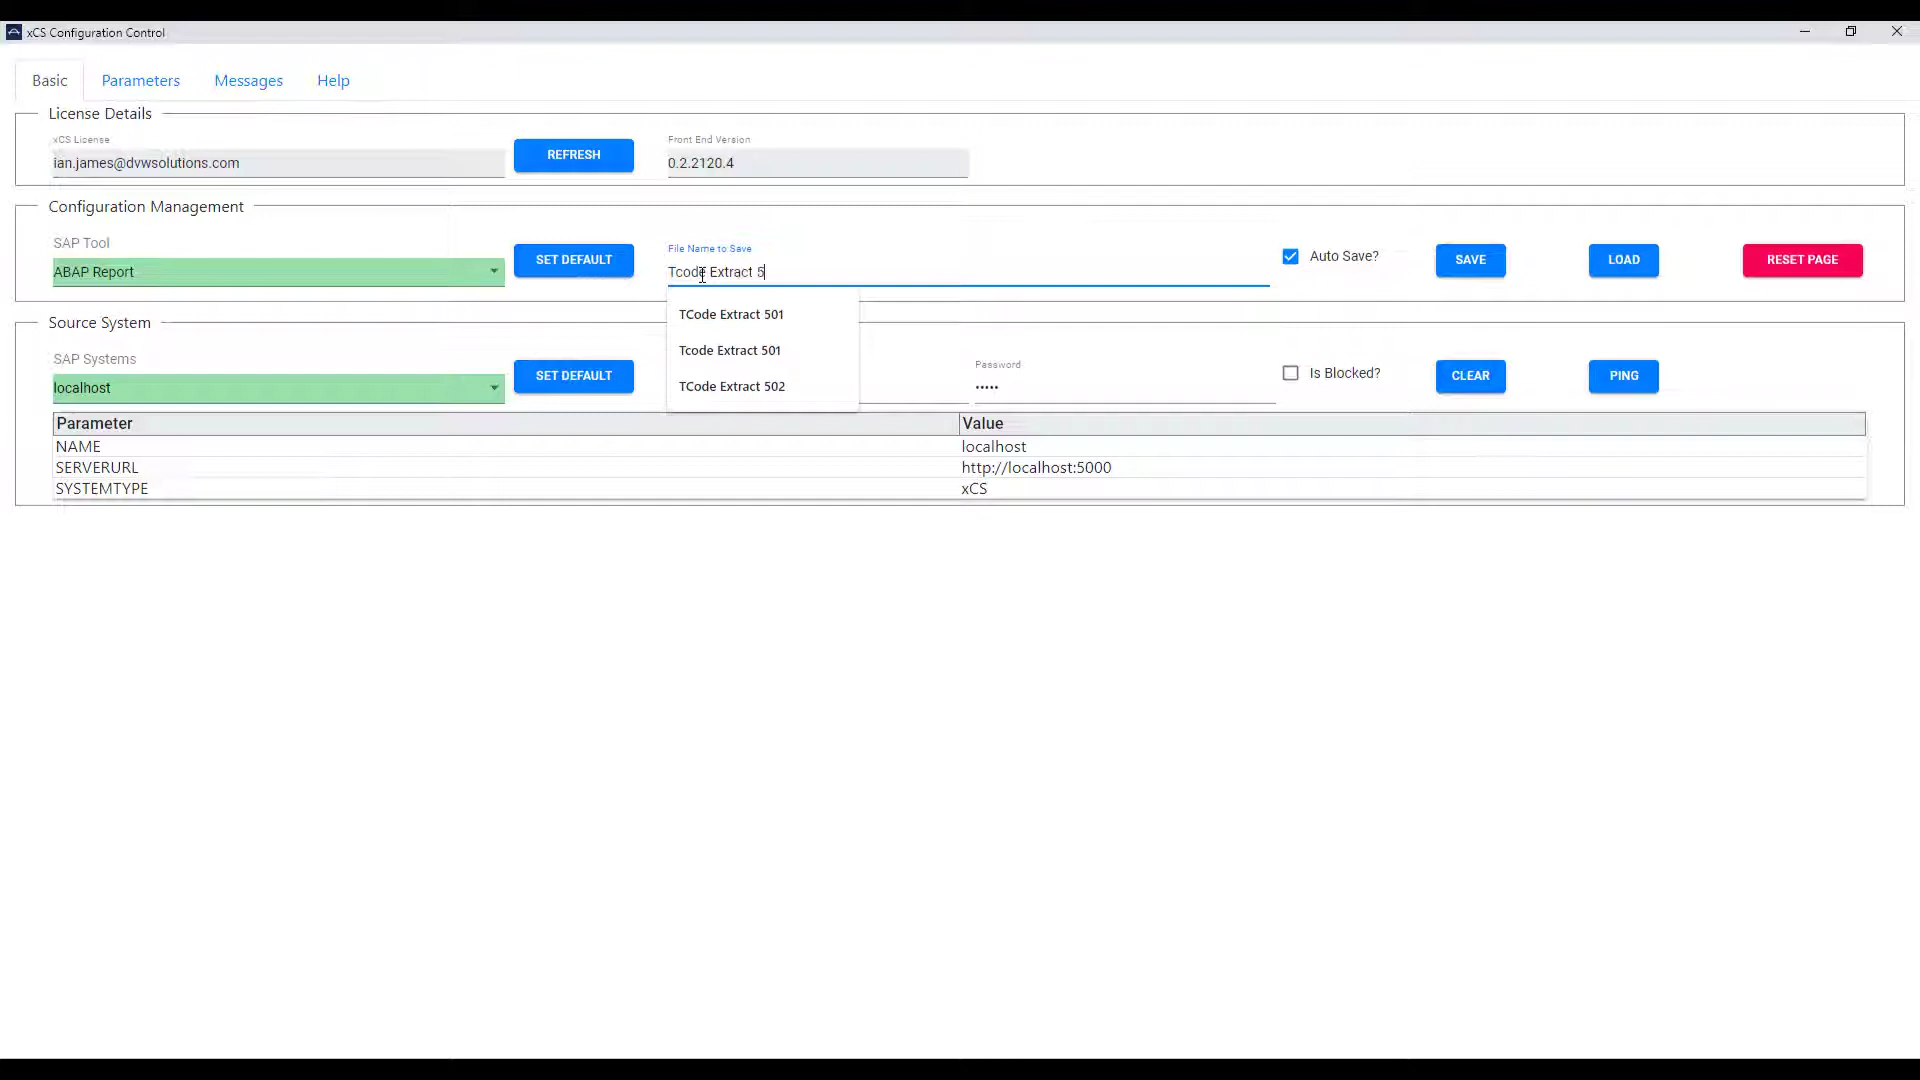 xCS Configuration Control
Basic Parameters Messages Help
License Details
xCS License
ian.james@dvwsolutions.com
REFRESH
Front End Version
0.2.2120.4
Configuration Management
SAP Tool
ABAP Report
SET DEFAULT
File Name to Save
Tcode Extract 5
Auto Save?
SAVE
LOAD
RESET PAGE
TCode Extract 501
Tcode Extract 501
TCode Extract 502
Source System
SAP Systems
localhost
SET DEFAULT
Password
•••••
Is Blocked?
CLEAR
PING
Parameter Value
NAME localhost
SERVERURL http://localhost:5000
SYSTEMTYPE xCS